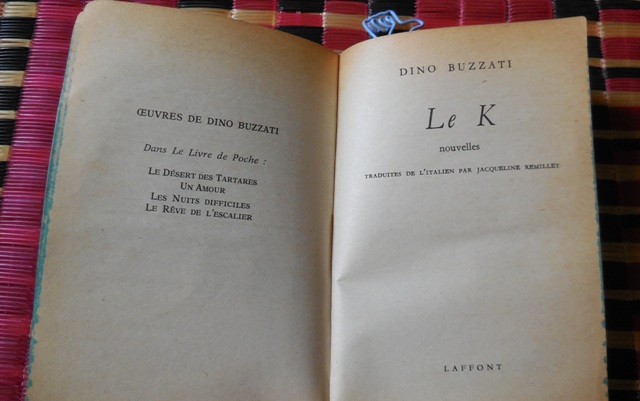 ŒUVRES DE DINO BUZZATI
Dans Le Livre de Poche :
LE DÉSERT DES TARTARES
UN AMOUR
LES NUITS DIFFICILES
LE RÊVE DE L'ESCALIER
DINO BUZZATI
Le K
nouvelles
TRADUITES DE L'ITALIEN PAR JACQUELINE REMILLET
LAFFONT